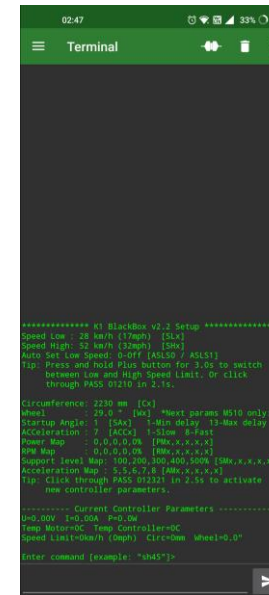 02:47
33%
Terminal
************** K1 BlackBox v2.2 Setup **************
Speed Low : 28 km/h (17mph) [SLx]
Speed High: 52 km/h (32mph) [SHx]
Auto Set Low Speed: 0-Off [ASLS0 / ASLS1]
Tip: Press and hold Plus button for 3.0s to switch
between Low and High Speed Limit. Or click
through PASS 01210 in 2.1s.
Circumference: 2230 mm [Cx]
Wheel : 29.0 " [Wx] *Next params M510 only:
Startup Angle: 1 [SAx] 1-Min delay 13-Max delay
ACCeleration : 7 [ACCx] 1-Slow 8-Fast
Power Map : 0,0,0,0,0% [PMx,x,x,x,x]
RPM Map : 0,0,0,0,0% [RMx,x,x,x,x]
Support level Map: 100,200,300,400,500% [SMx,x,x,x,x
Acceleration Map : 5,5,6,7,8 [AMx,x,x,x,x]
Tip: Click through PASS 012321 in 2.5s to activate
new controller parameters.
---------- Current Controller Parameters ----------
U=0.00V I=0.00A P=0.0W
Temp Motor=0C Temp Controller=0C
Speed Limit=0km/h (0mph) Circ=0mm Wheel=0.0"
Enter command [example: "sh45"]>